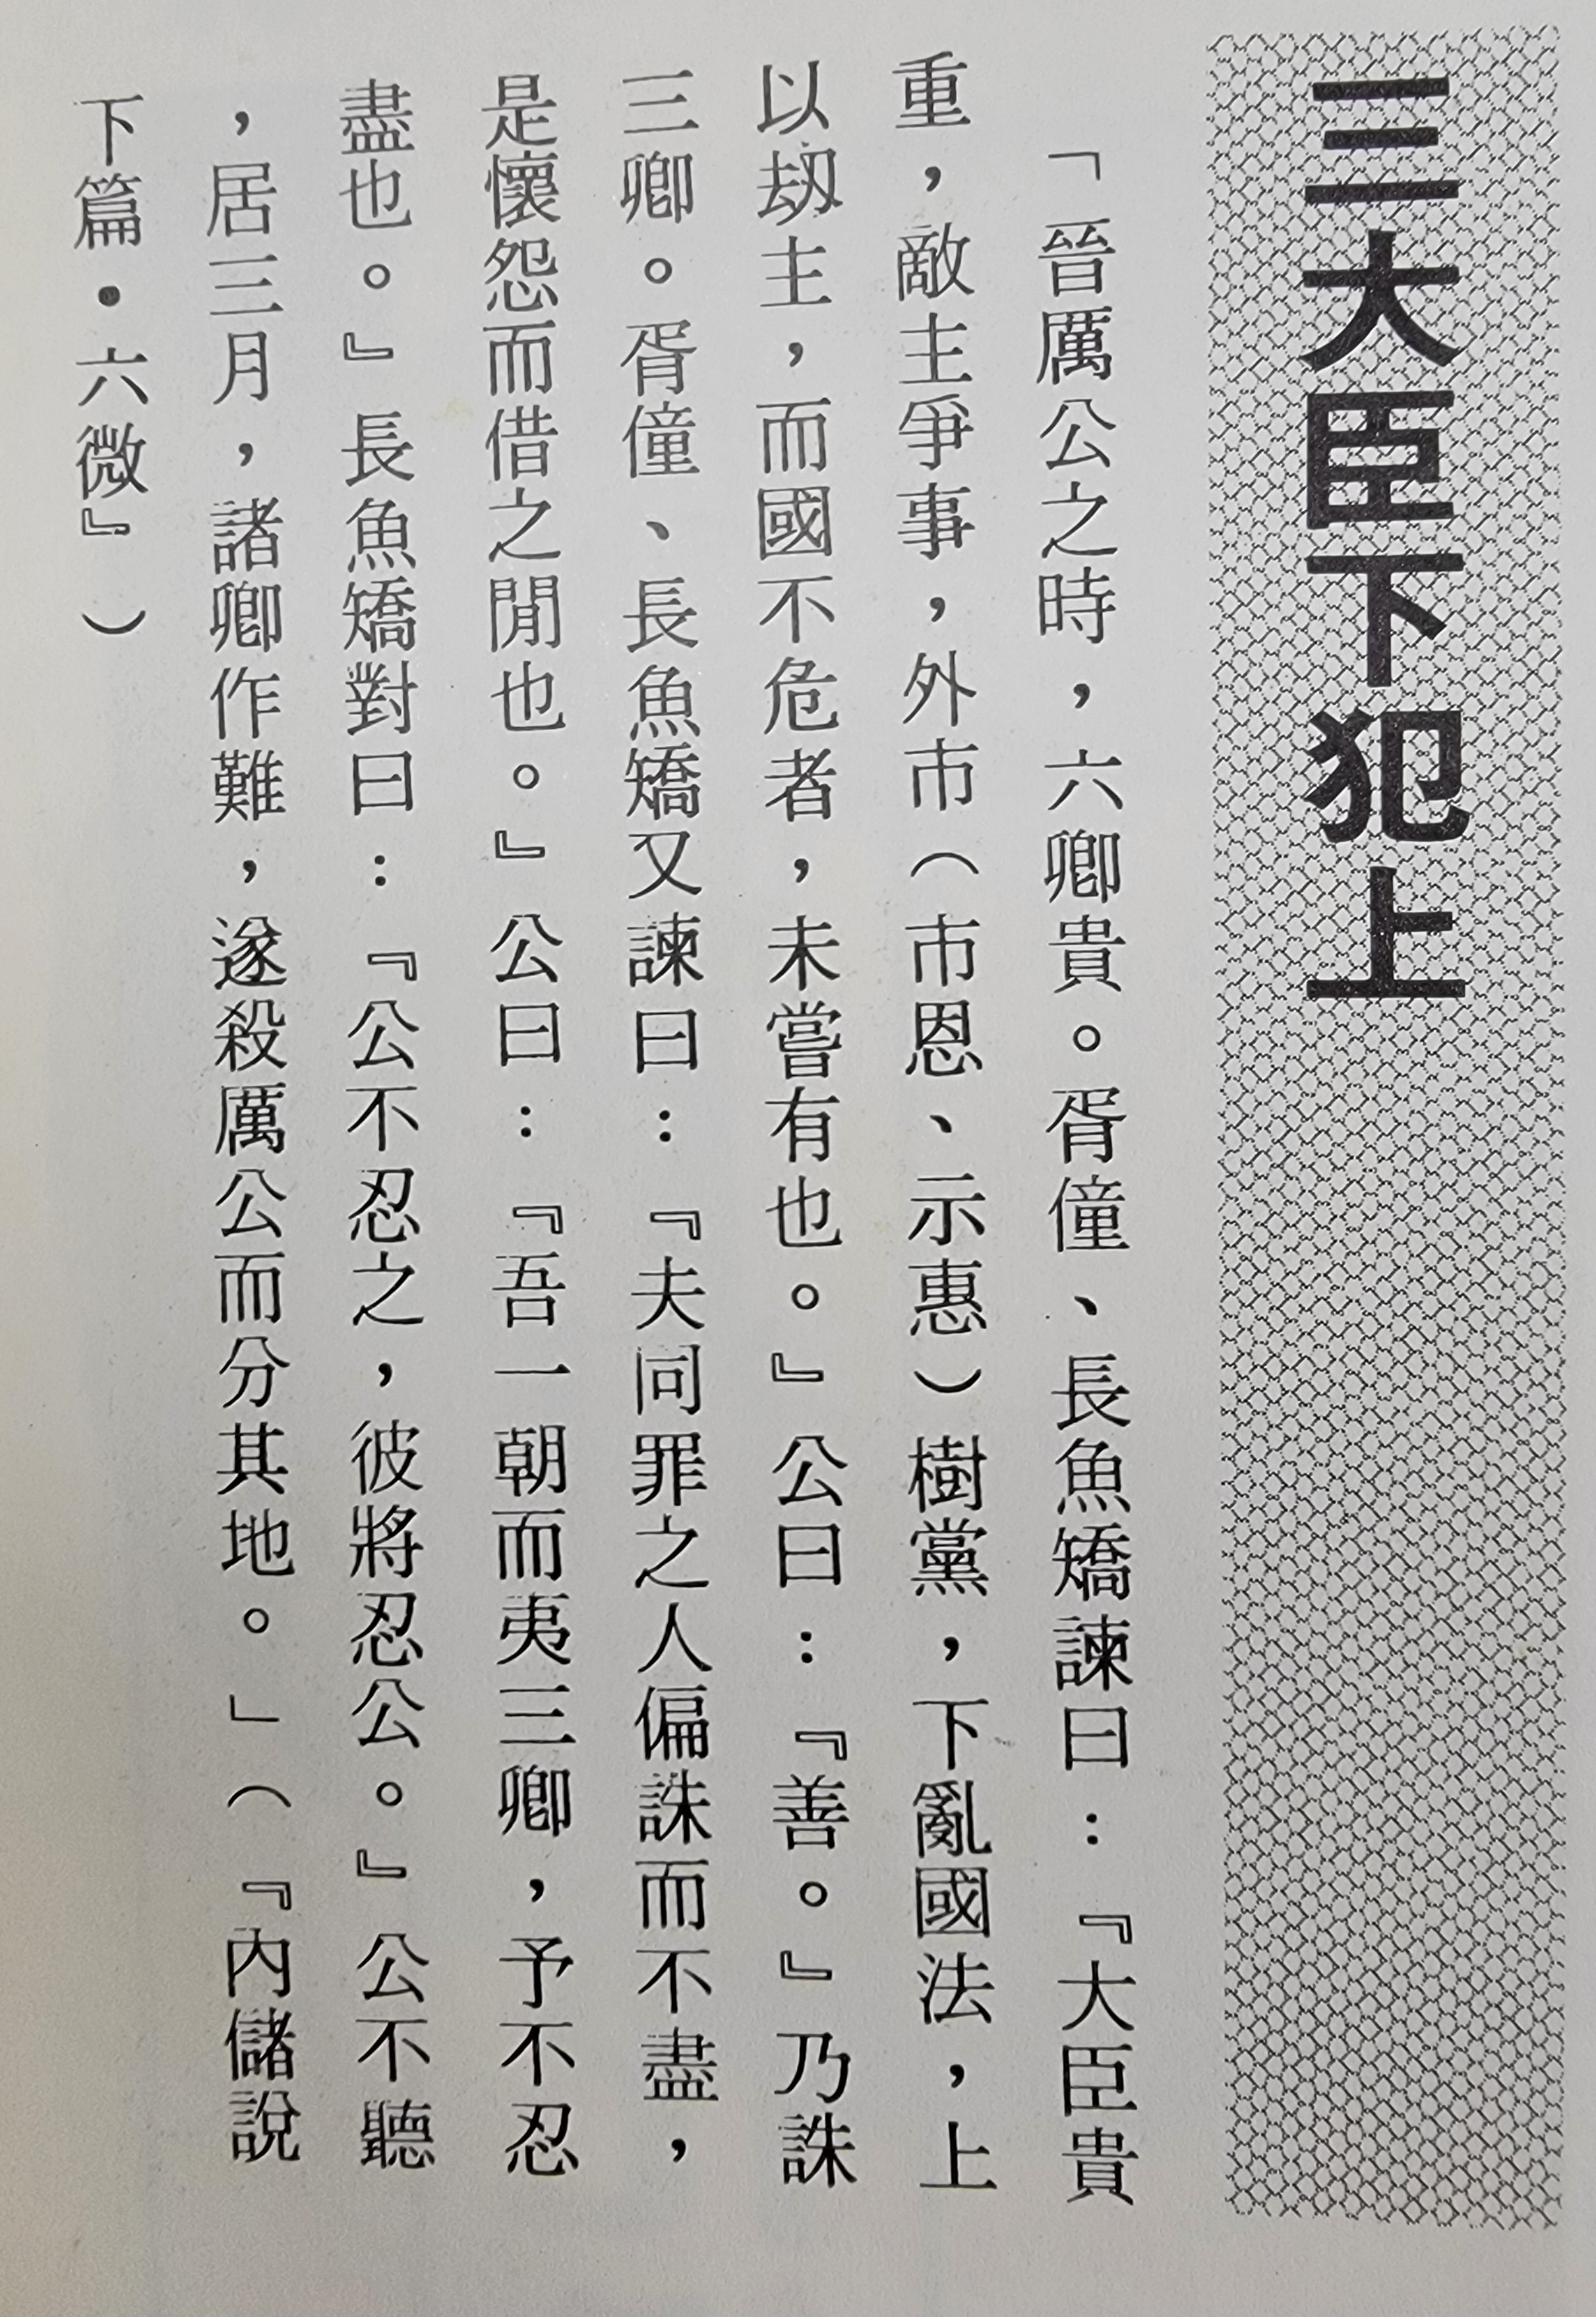 三大臣下犯上
「晉厲公之時，六卿貴。胥僮、長魚矯諫曰：『大臣貴
重，敵主爭事，外市（市恩、示惠）樹黨，下亂國法，上
以劫主，而國不危者，未嘗有也。』公曰：『善。』乃誅
三卿。胥僮、長魚矯又諫曰：『夫同罪之人偏誅而不盡，
是懷怨而借之閒也。』公曰：『吾一朝而夷三卿，予不忍
盡也。』長魚矯對曰：『公不忍之，彼將忍公。』公不聽
，居三月，諸卿作難，遂殺厲公而分其地。」（『內儲說
下篇•六微』）